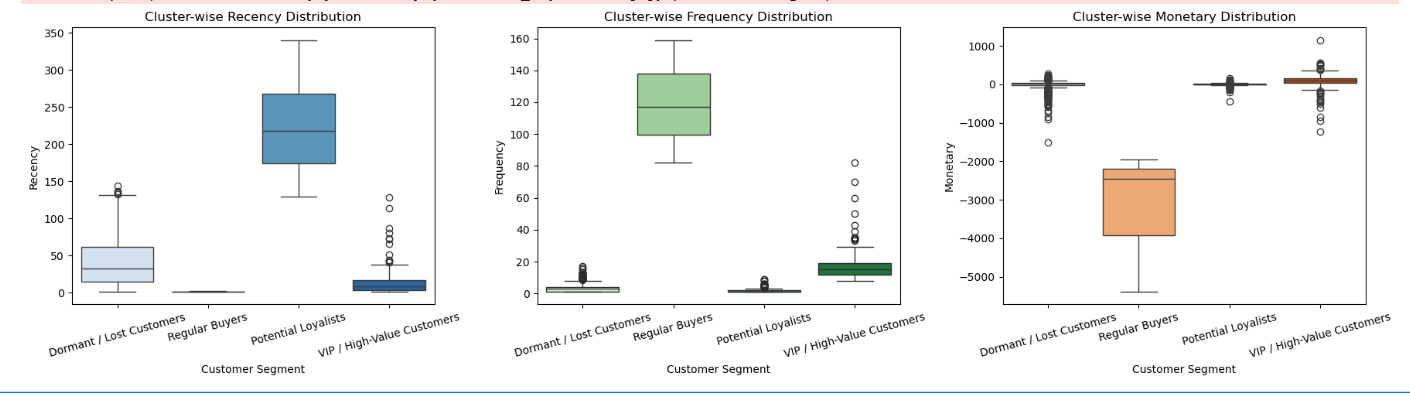 Cluster-wise Recency Distribution
350
300
250
200
150
100
50
0
Recency
Dormant / Lost Customers
Regular Buyers
Potential Loyalists
VIP / High-Value Customers
Customer Segment
Cluster-wise Frequency Distribution
160
140
120
100
80
60
40
20
0
Frequency
Dormant / Lost Customers
Regular Buyers
Potential Loyalists
VIP / High-Value Customers
Customer Segment
Cluster-wise Monetary Distribution
1000
0
−1000
−2000
−3000
−4000
−5000
Monetary
Dormant / Lost Customers
Regular Buyers
Potential Loyalists
VIP / High-Value Customers
Customer Segment